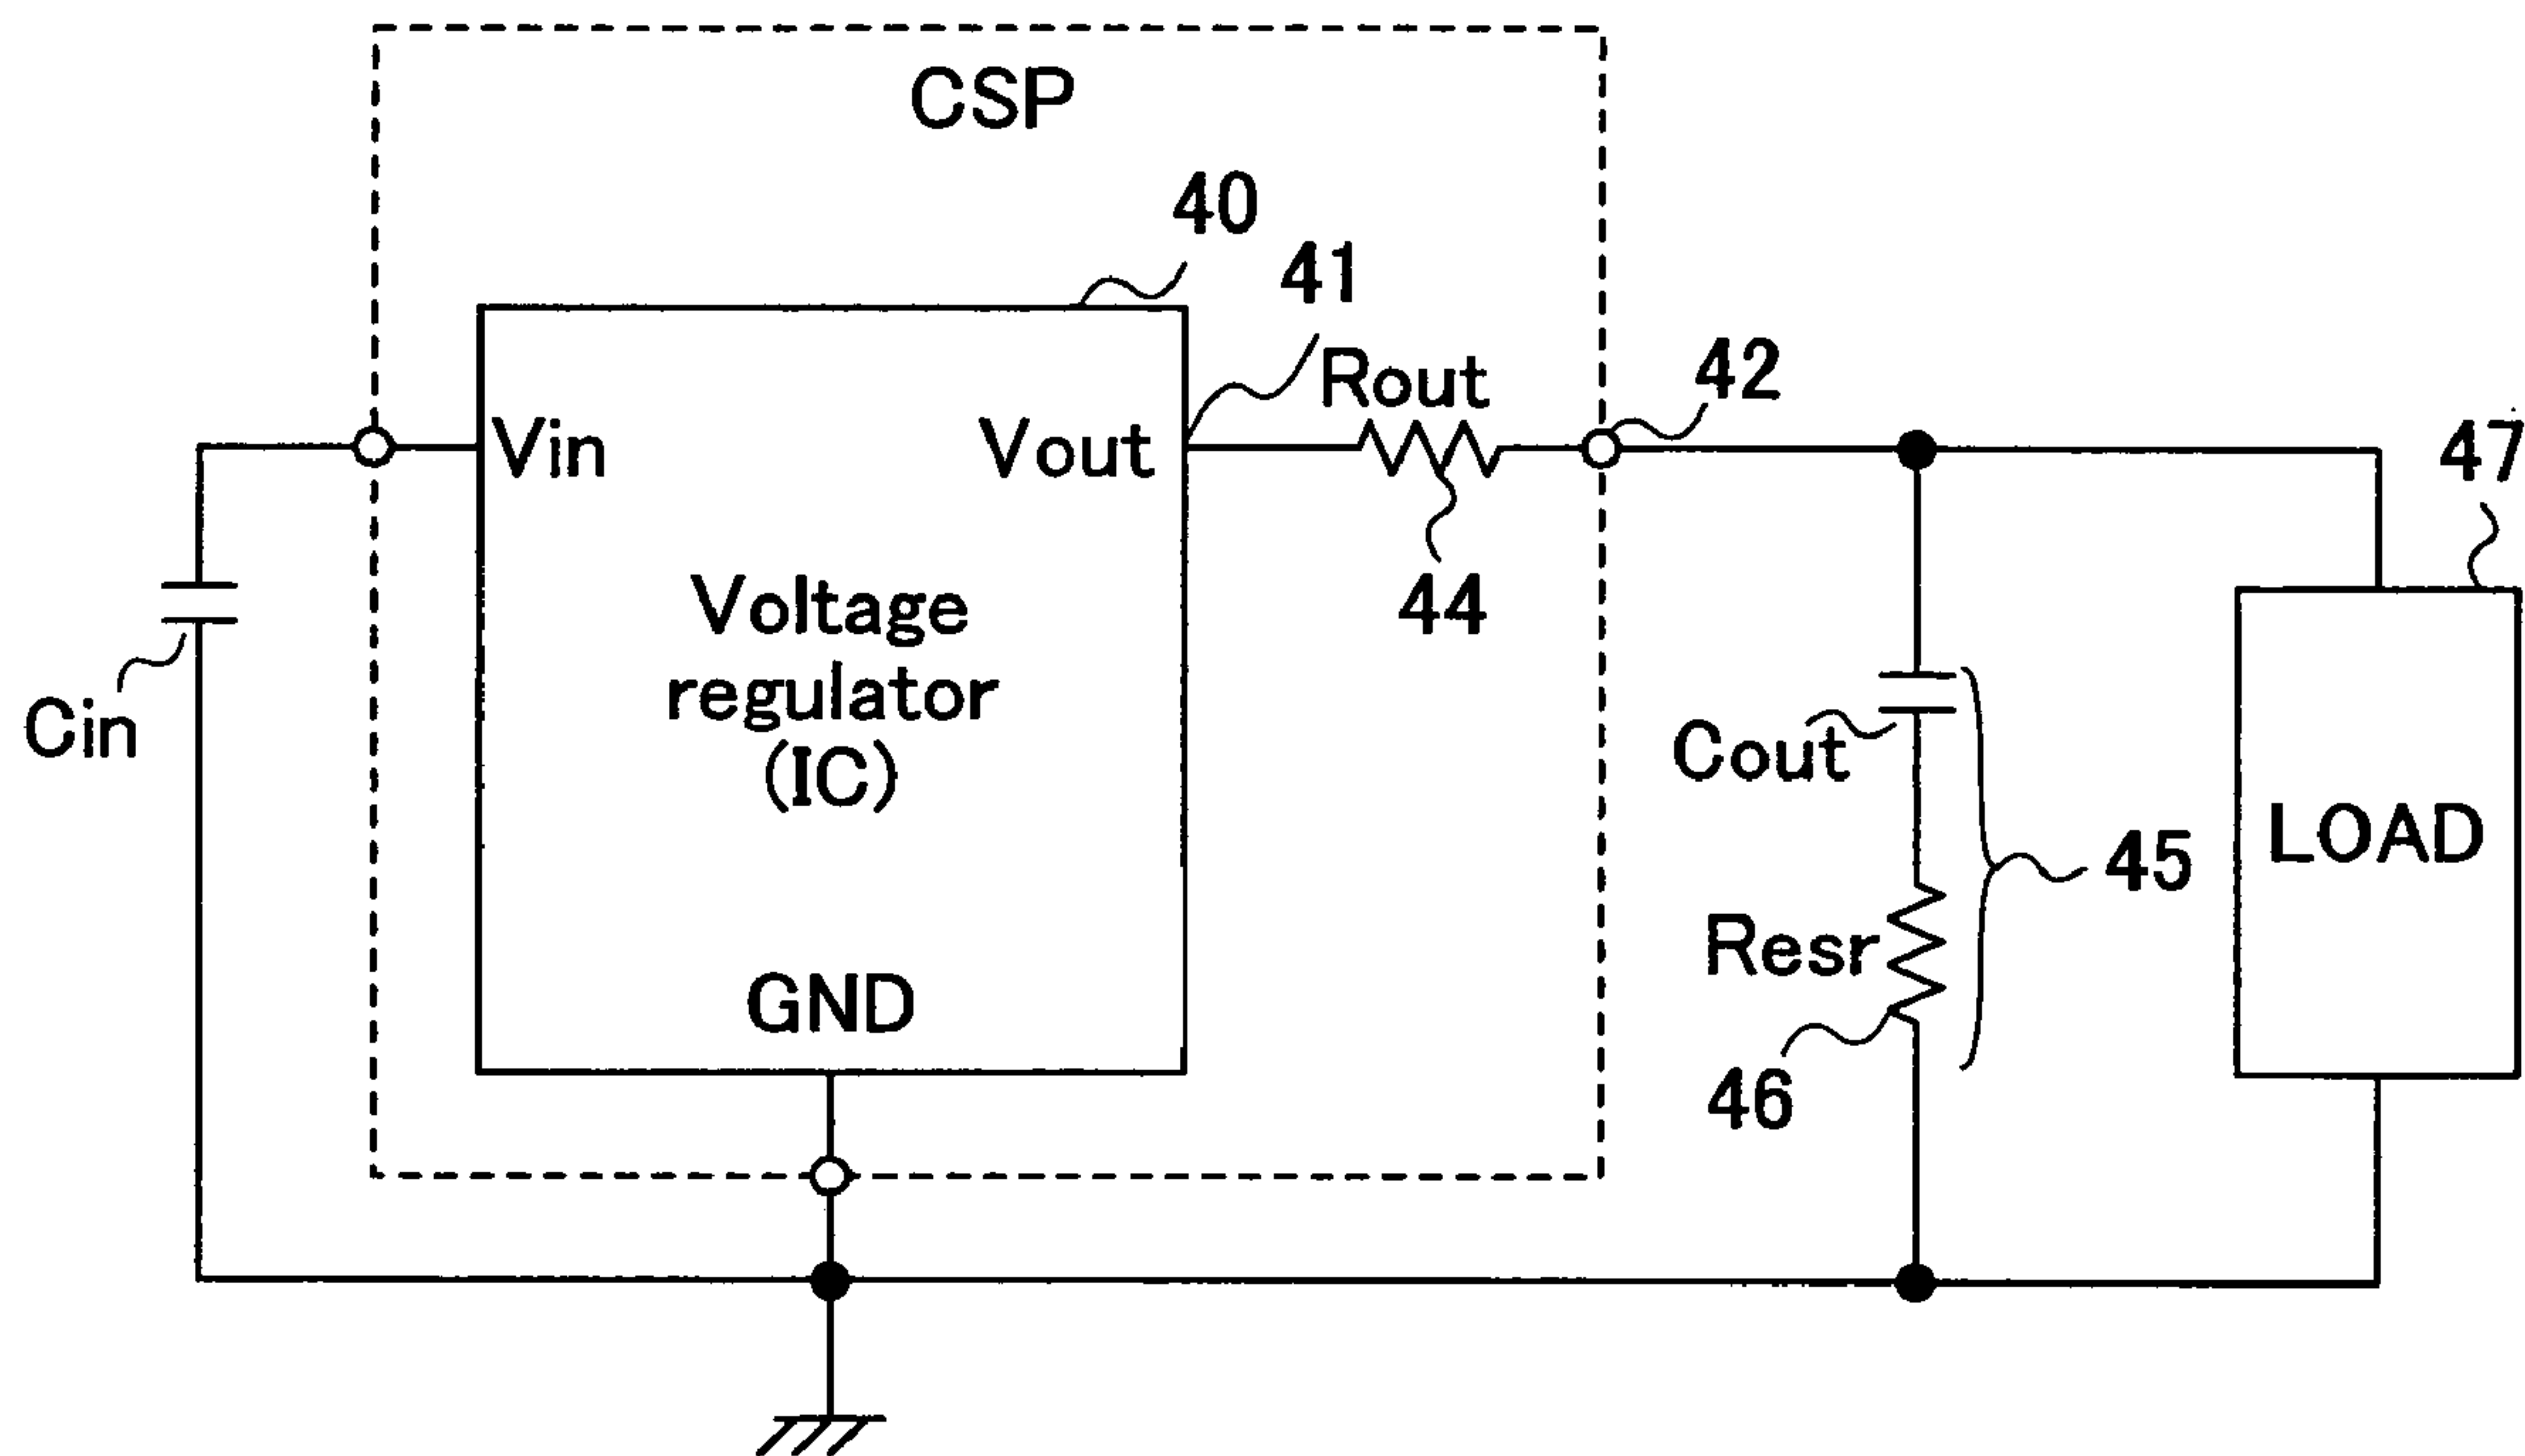 CSP
40
41
Rout
42
Vin
Vout
47
44
Voltage
regulator
(IC)
Cin
Cout
LOAD
45
Resr
GND
46